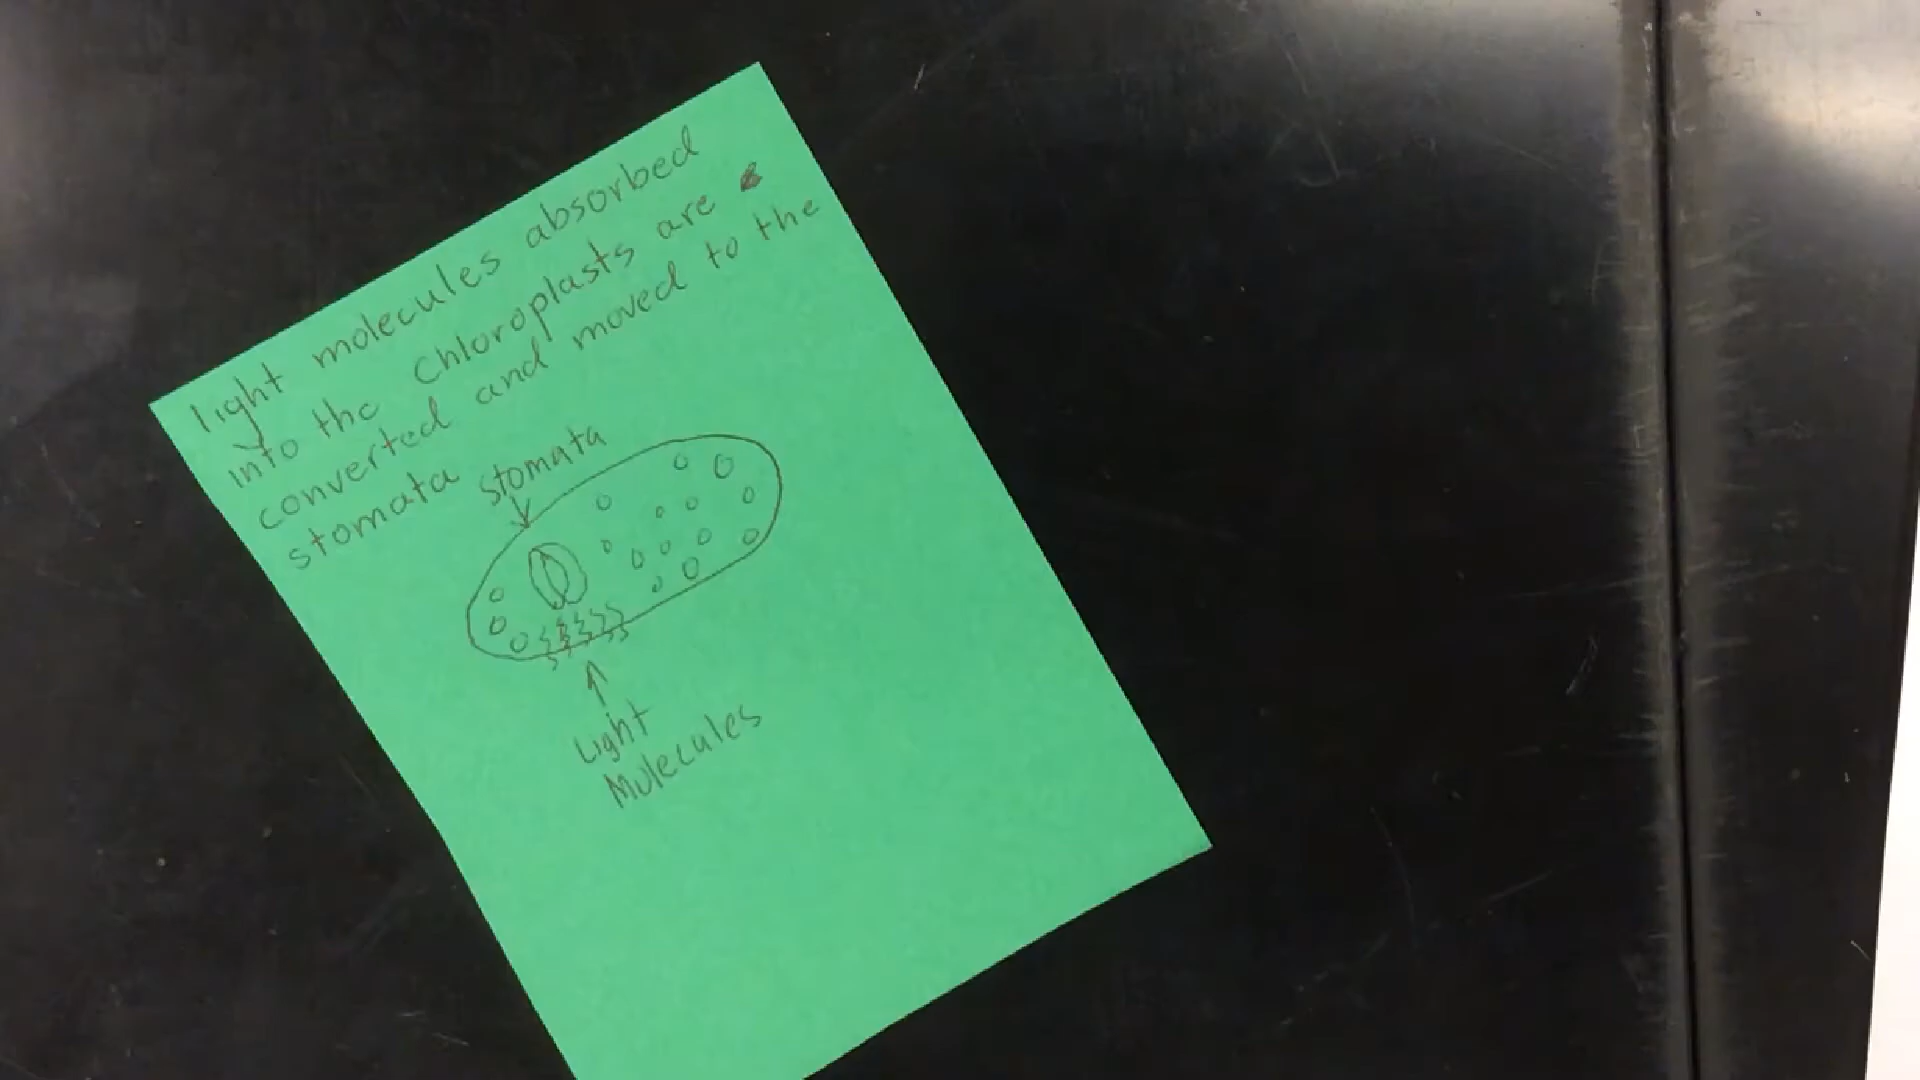 light molecules absorbed
into the Chloroplasts are
converted and moved to the
stomata
stomata
Light
Molecules